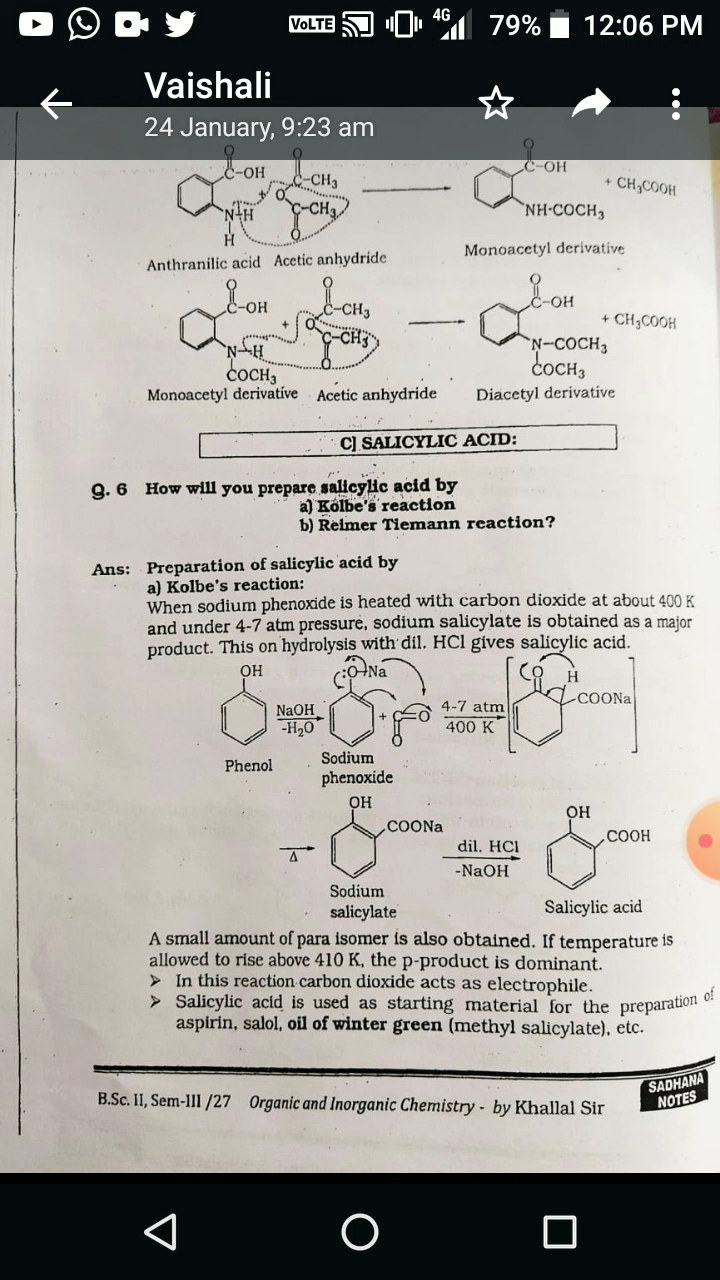 VoLTE 4G 79% 12:06 PM
Vaishali
24 January, 9:23 am
O O O
C-OH C-CH₃ C-OH
+ O + CH₃COOH
N-H C-CH₃ NH-COCH₃
H O
Anthranilic acid Acetic anhydride Monoacetyl derivative
O O O
C-OH C-CH₃ C-OH
+ O + CH₃COOH
N-H C-CH₃ N-COCH₃
COCH₃ O COCH₃
Monoacetyl derivative Acetic anhydride Diacetyl derivative
C] SALICYLIC ACID:
Q. 6 How will you prepare salicylic acid by
a) Kolbe's reaction
b) Reimer Tiemann reaction?
Ans: Preparation of salicylic acid by
a) Kolbe's reaction:
When sodium phenoxide is heated with carbon dioxide at about 400 K
and under 4-7 atm pressure, sodium salicylate is obtained as a major
product. This on hydrolysis with dil. HCl gives salicylic acid.
OH :O-Na O H
NaOH + C=O 4-7 atm COONa
-H₂O O 400 K
Phenol Sodium
phenoxide
OH OH
COONa dil. HCl COOH
Δ -NaOH
Sodium
salicylate Salicylic acid
A small amount of para isomer is also obtained. If temperature is
allowed to rise above 410 K, the p-product is dominant.
➢ In this reaction carbon dioxide acts as electrophile.
➢ Salicylic acid is used as starting material for the preparation of
aspirin, salol, oil of winter green (methyl salicylate), etc.
B.Sc. II, Sem-III /27 Organic and Inorganic Chemistry - by Khallal Sir
SADHANA
NOTES